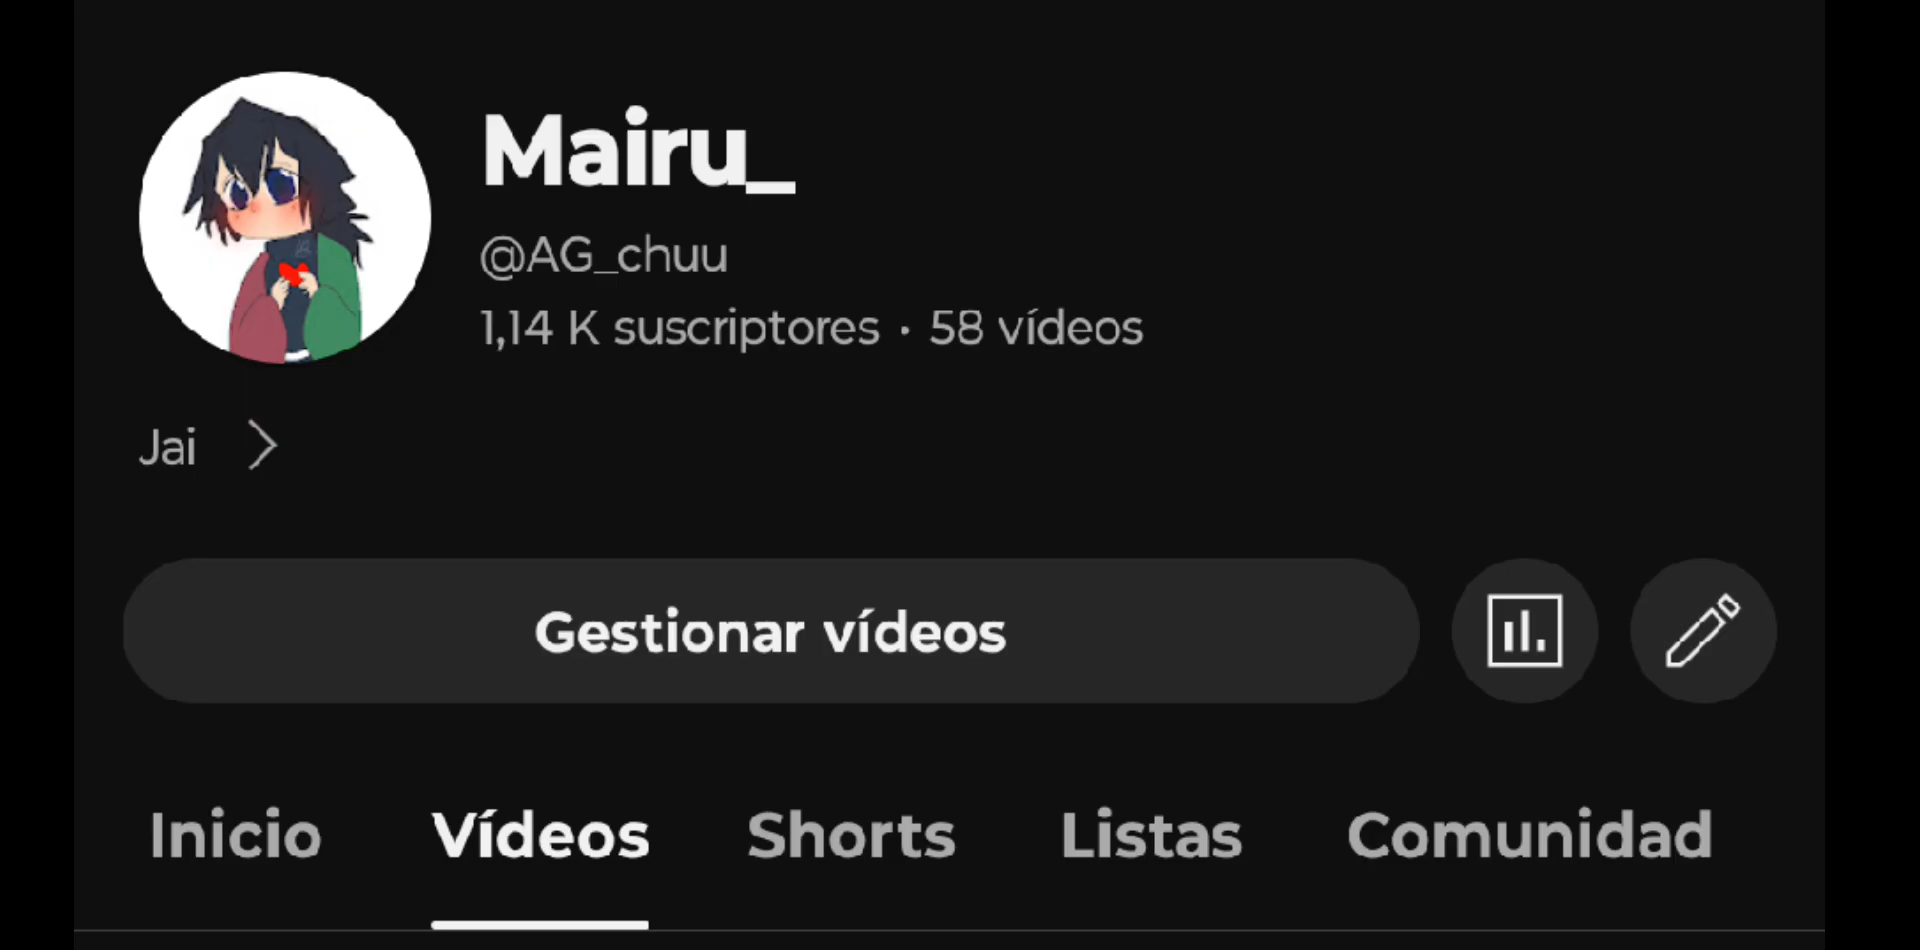 Mairu_
@AG_chuu
1,14 K suscriptores · 58 vídeos
Jai
Gestionar vídeos
Inicio Vídeos Shorts Listas Comunidad